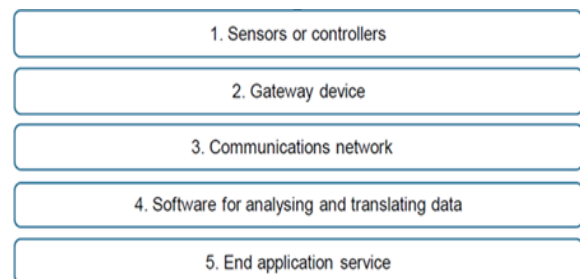 1. Sensors or controllers
2. Gateway device
3. Communications network
4. Software for analysing and translating data
5. End application service